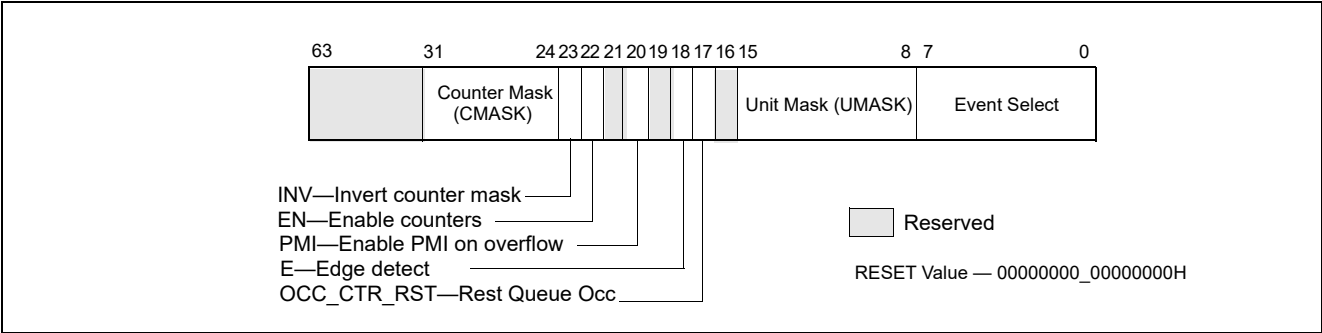 63 31 24 23 22 21 20 19 18 17 16 15 8 7 0
Counter Mask
(CMASK)
Unit Mask (UMASK)
Event Select
INV—Invert counter mask
EN—Enable counters
PMI—Enable PMI on overflow
E—Edge detect
OCC_CTR_RST—Rest Queue Occ
Reserved
RESET Value — 00000000_00000000H